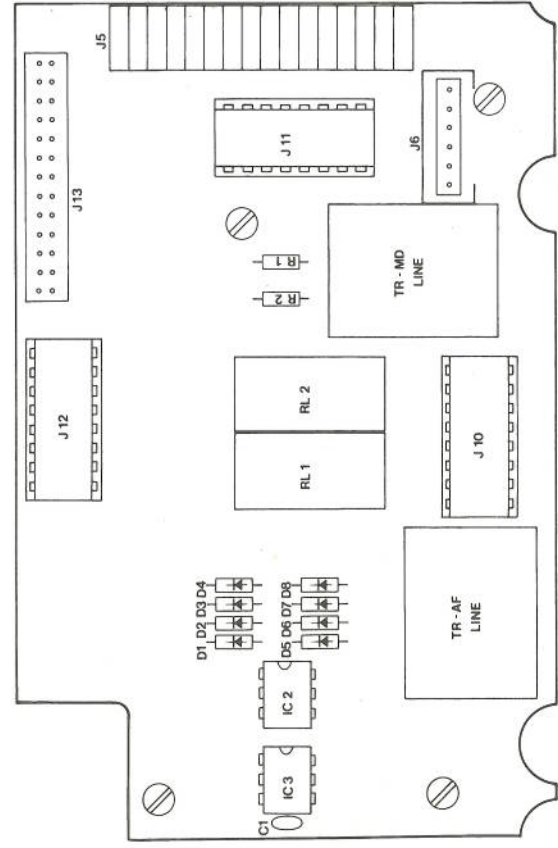 J5
J13
J 11
J6
R 1
R 2
TR - MD
LINE
J 12
RL 2
RL 1
J 10
D1 D2 D3 D4
D5 D6 D7 D8
TR - AF
LINE
IC 2
IC 3
C1